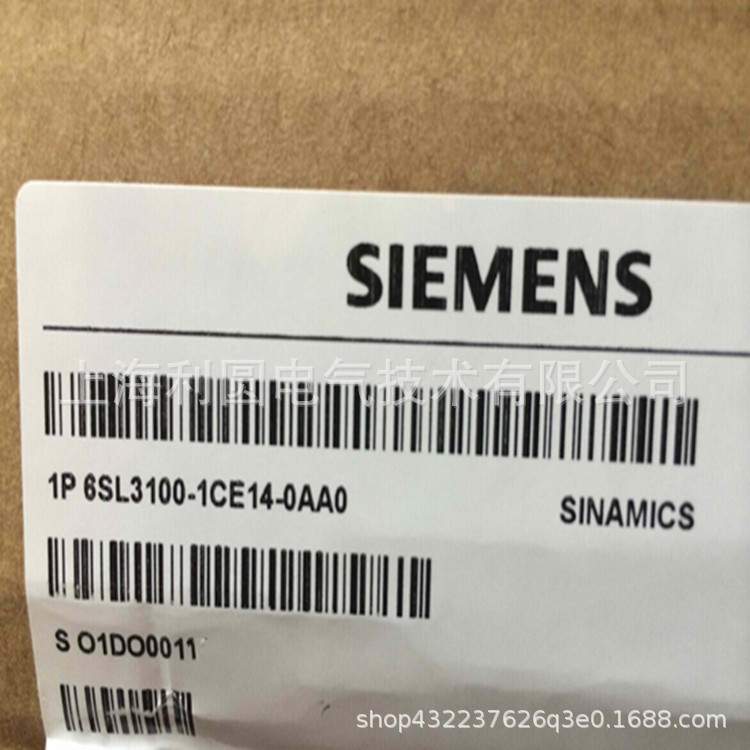 SIEMENS
上海利圆电气技术有限公司
1P 6SL3100-1CE14-0AA0
SINAMICS
S O1DO0011
shop432237626q3e0.1688.com